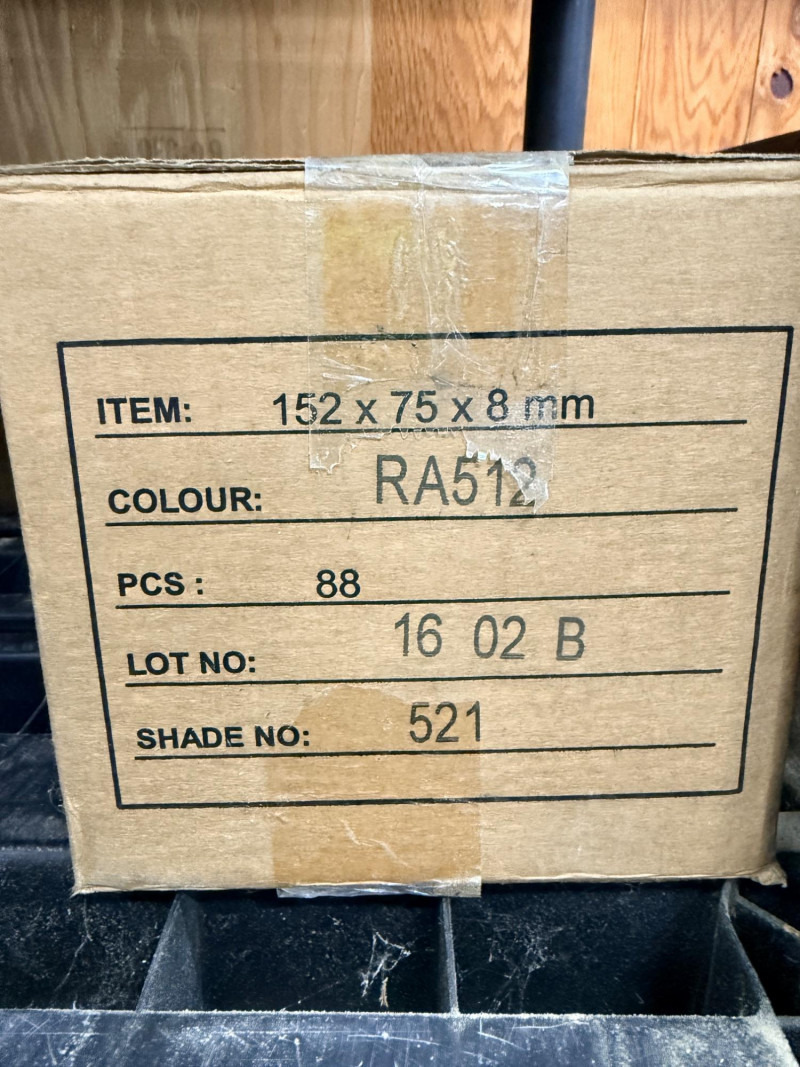 ITEM: 152 x 75 x 8 mm
COLOUR: RA512
PCS : 88
LOT NO: 16 02 B
SHADE NO: 521